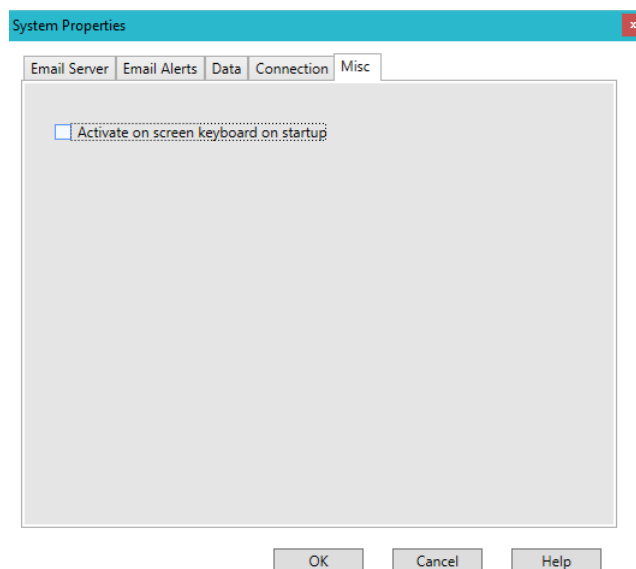 System Properties x
Email Server Email Alerts Data Connection Misc
Activate on screen keyboard on startup
OK Cancel Help